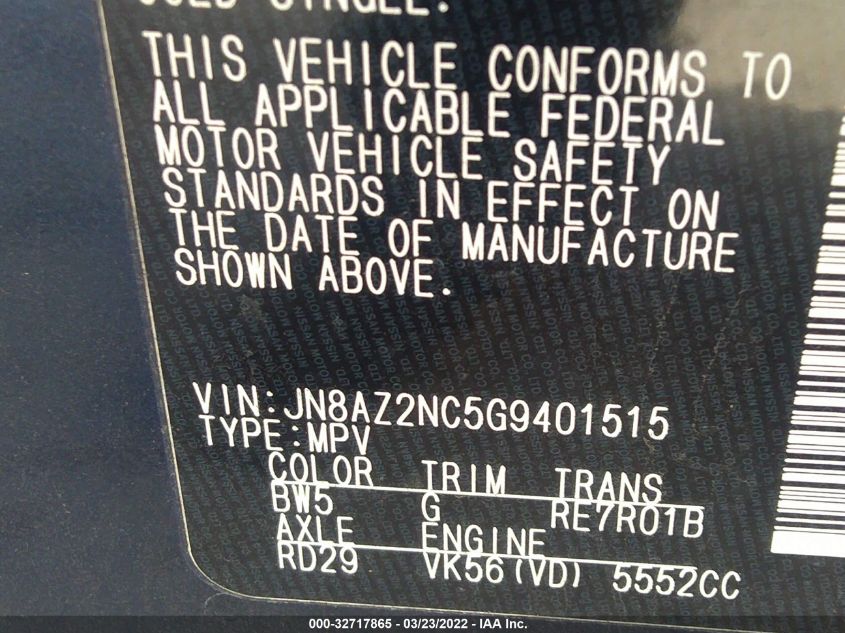 THIS VEHICLE CONFORMS TO
ALL APPLICABLE FEDERAL
MOTOR VEHICLE SAFETY
STANDARDS IN EFFECT ON
THE DATE OF MANUFACTURE
SHOWN ABOVE.
VIN:JN8AZ2NC5G9401515
TYPE:MPV
COLOR TRIM TRANS
BW5 G RE7R01B
AXLE ENGINE
RD29 VK56(VD) 5552CC
000-32717865 - 03/23/2022 - IAA Inc.